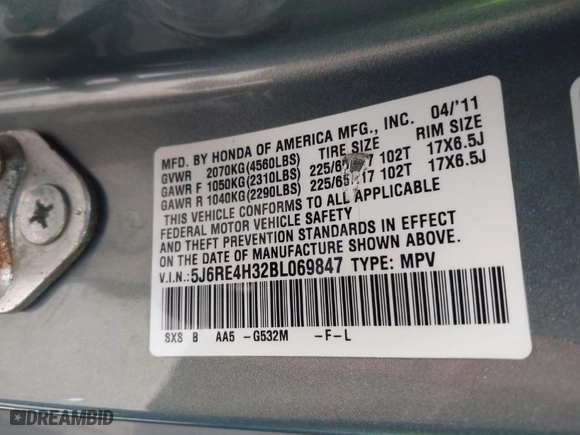 MFD. BY HONDA OF AMERICA MFG., INC. 04/'11
GVWR 2070KG(4560LBS) TIRE SIZE RIM SIZE
GAWR F 1050KG(2310LBS) 225/65 17 102T 17X6.5J
GAWR R 1040KG(2290LBS) 225/65 17 102T 17X6.5J
THIS VEHICLE CONFORMS TO ALL APPLICABLE
FEDERAL MOTOR VEHICLE SAFETY
AND THEFT PREVENTION STANDARDS IN EFFECT
ON THE DATE OF MANUFACTURE SHOWN ABOVE.
V.I.N.:5J6RE4H32BL069847 TYPE: MPV
SXS B AA5 -G532M -F-L
DREAMBID